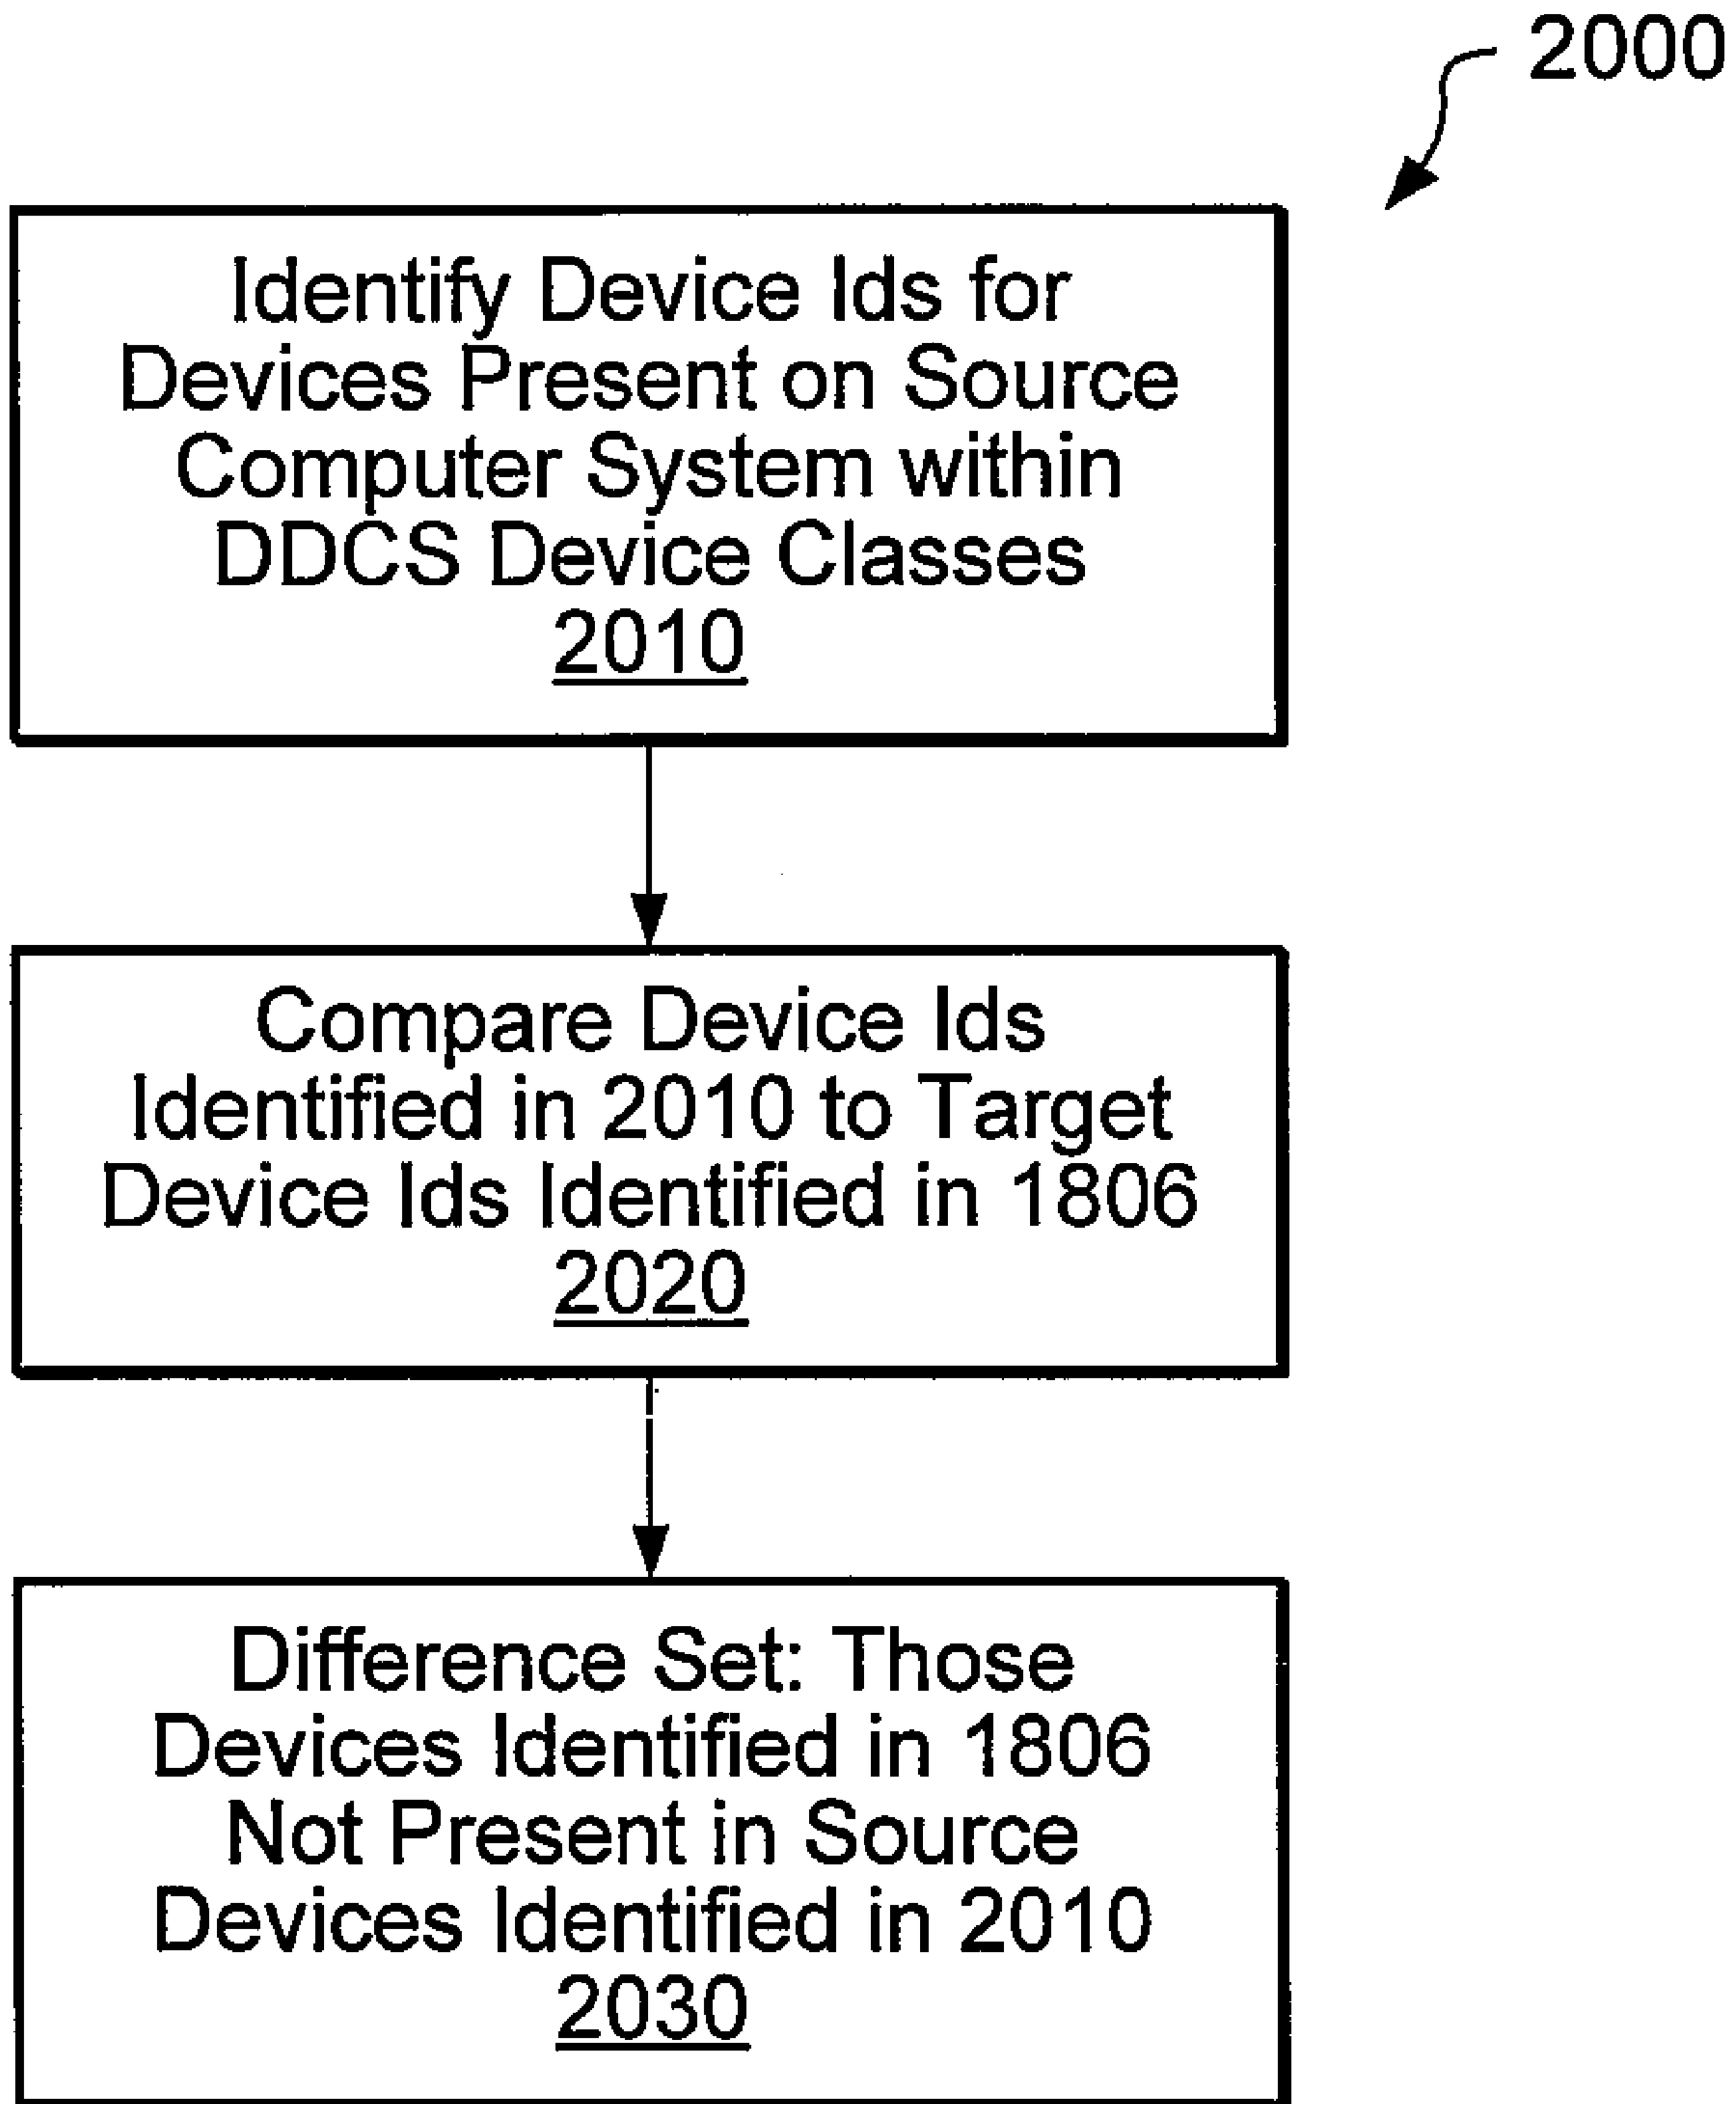 2000
Identify Device Ids for
Devices Present on Source
Computer System within
DDCS Device Classes
2010
Compare Device Ids
Identified in 2010 to Target
Device Ids Identified in 1806
2020
Difference Set: Those
Devices Identified in 1806
Not Present in Source
Devices Identified in 2010
2030